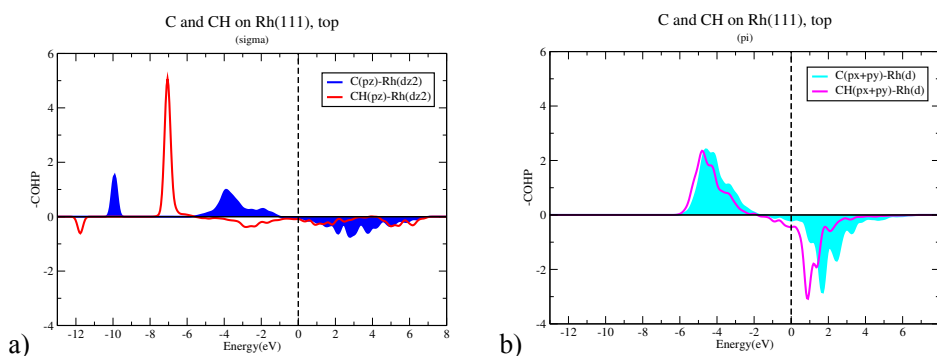 C and CH on Rh(111), top
(sigma)
6
4
2
0
-2
-4
-COHP
C(pz)-Rh(dz2)
CH(pz)-Rh(dz2)
-12 -10 -8 -6 -4 -2 0 2 4 6 8
Energy(eV)
a)
C and CH on Rh(111), top
(pi)
6
4
2
0
-2
-4
-COHP
C(px+py)-Rh(d)
CH(px+py)-Rh(d)
-12 -10 -8 -6 -4 -2 0 2 4 6
Energy(eV)
b)